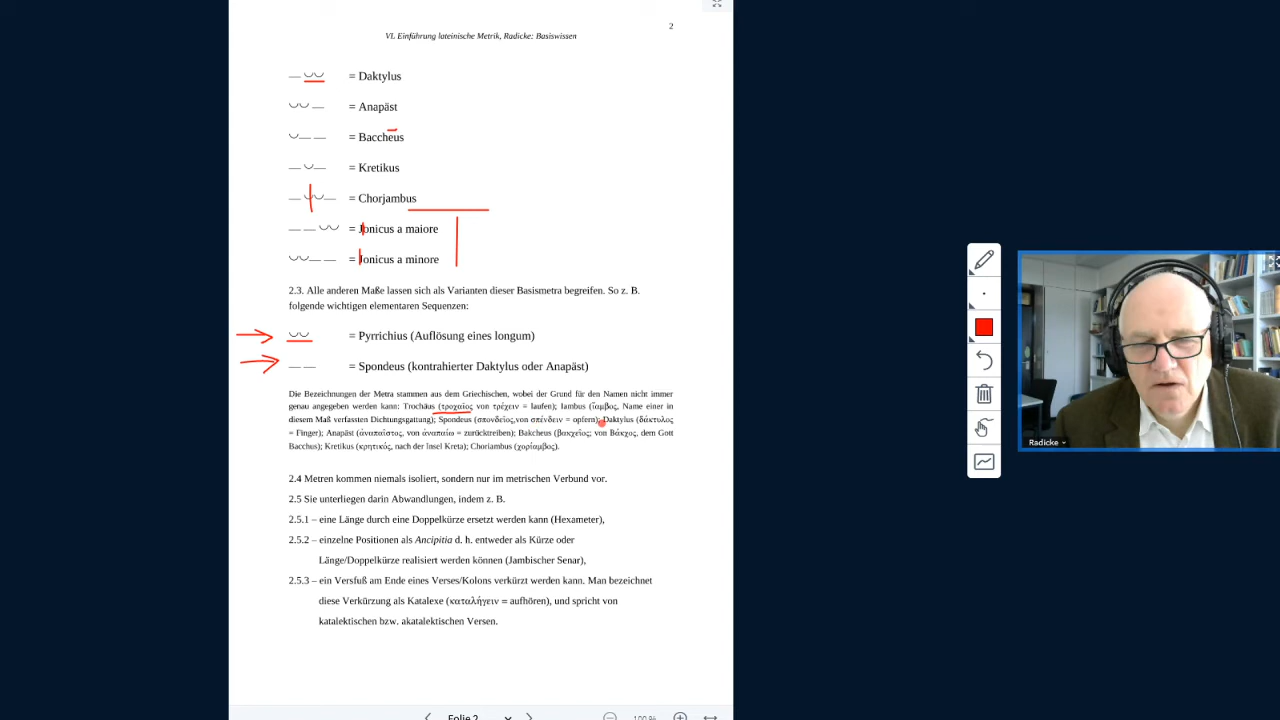 2
VL Einführung lateinische Metrik, Radicke: Basiswissen
— ◡◡ = Daktylus
◡◡ — = Anapäst
◡— — = Baccheus
— ◡— = Kretikus
— ◡◡— = Chorjambus
— — ◡◡ = Jonicus a maiore
◡◡— — = Jonicus a minore
2.3. Alle anderen Maße lassen sich als Varianten dieser Basismetra begreifen. So z. B.
folgende wichtigen elementaren Sequenzen:
◡◡ = Pyrrichius (Auflösung eines longum)
— — = Spondeus (kontrahierter Daktylus oder Anapäst)
Die Bezeichnungen der Metra stammen aus dem Griechischen, wobei der Grund für den Namen nicht immer
genau angegeben werden kann: Trochäus (τροχαῖος von τρέχειν = laufen); Iambus (ἴαμβος, Name einer in
diesem Maß verfassten Dichtungsgattung); Spondeus (σπονδεῖος,von σπένδειν = opfern); Daktylus (δάκτυλος
= Finger); Anapäst (ἀναπαῖστος, von ἀναπαίω = zurücktreiben); Bakcheus (βακχεῖος; von Βάκχος, dem Gott
Bacchus); Kretikus (κρητικός, nach der Insel Kreta); Choriambus (χορίαμβος).
2.4 Metren kommen niemals isoliert, sondern nur im metrischen Verbund vor.
2.5 Sie unterliegen darin Abwandlungen, indem z. B.
2.5.1 – eine Länge durch eine Doppelkürze ersetzt werden kann (Hexameter),
2.5.2 – einzelne Positionen als Ancipitia d. h. entweder als Kürze oder
Länge/Doppelkürze realisiert werden können (Jambischer Senar),
2.5.3 – ein Versfuß am Ende eines Verses/Kolons verkürzt werden kann. Man bezeichnet
diese Verkürzung als Katalexe (καταλήγειν = aufhören), und spricht von
katalektischen bzw. akatalektischen Versen.
Folie 2
100 %
Radicke